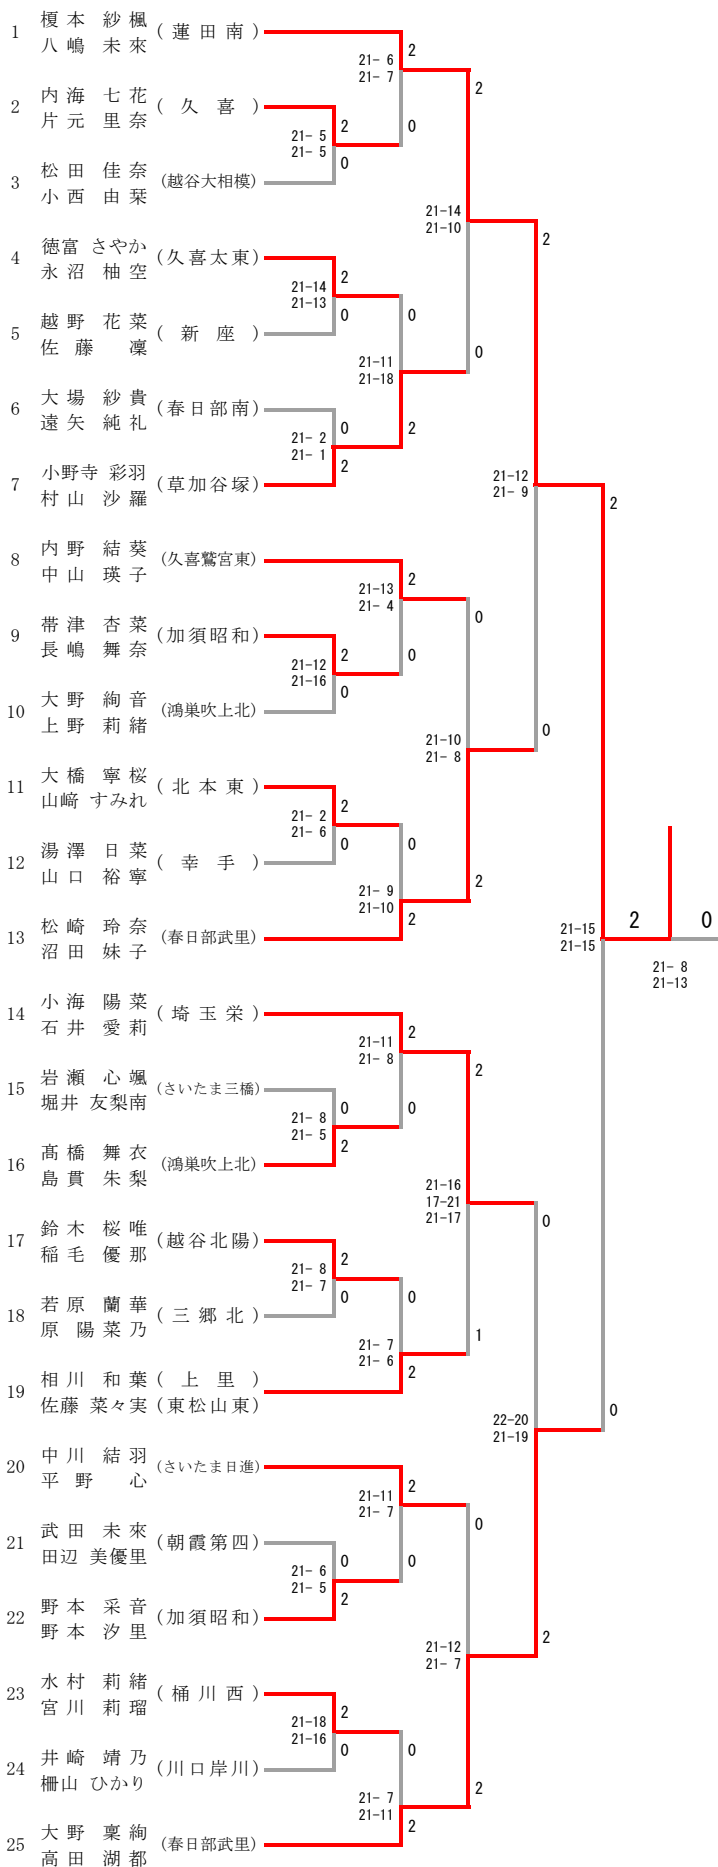 1 榎本 紗楓 (蓮田南)
八嶋 未來
2 内海 七花 (久喜)
片元 里奈
3 松田 佳奈 (越谷大相模)
小西 由栞
4 徳富 さやか (久喜太東)
永沼 柚空
5 越野 花菜 (新座)
佐藤 凜
6 大場 紗貴 (春日部南)
遠矢 純礼
7 小野寺 彩羽 (草加谷塚)
村山 沙羅
8 内野 結葵 (久喜鷲宮東)
中山 瑛子
9 帯津 杏菜 (加須昭和)
長嶋 舞奈
10 大野 絢音 (鴻巣吹上北)
上野 莉緒
11 大橋 寧桜 (北本東)
山﨑 すみれ
12 湯澤 日菜 (幸手)
山口 裕寧
13 松崎 玲奈 (春日部武里)
沼田 妹子
14 小海 陽菜 (埼玉栄)
石井 愛莉
15 岩瀬 心颯 (さいたま三橋)
堀井 友梨南
16 髙橋 舞衣 (鴻巣吹上北)
島貫 朱梨
17 鈴木 桜唯 (越谷北陽)
稲毛 優那
18 若原 蘭華 (三郷北)
原 陽菜乃
19 相川 和葉 (上里)
佐藤 菜々実 (東松山東)
20 中川 結羽 (さいたま日進)
平野 心
21 武田 未來 (朝霞第四)
田辺 美優里
22 野本 采音 (加須昭和)
野本 汐里
23 水村 莉緒 (桶川西)
宮川 莉瑠
24 井崎 靖乃 (川口岸川)
柵山 ひかり
25 大野 稟絢 (春日部武里)
高田 湖都
21- 5
21- 5
2
0
21-14
21-13
2
0
21- 2
21- 1
0
2
21-12
21-16
2
0
21- 2
21- 6
2
0
21- 8
21- 5
0
2
21- 8
21- 7
2
0
21- 6
21- 5
0
2
21-18
21-16
2
0
21- 6
21- 7
2
0
21-11
21-18
0
2
21-13
21- 4
2
0
21- 9
21-10
0
2
21-11
21- 8
2
0
21- 7
21- 6
0
2
21-11
21- 7
2
0
21- 7
21-11
0
2
21-14
21-10
2
0
21-10
21- 8
0
2
21-16
17-21
21-17
2
1
21-12
21- 7
0
2
21-12
21- 9
2
0
22-20
21-19
0
2
21-15
21-15
2
0
2 0
21- 8
21-13